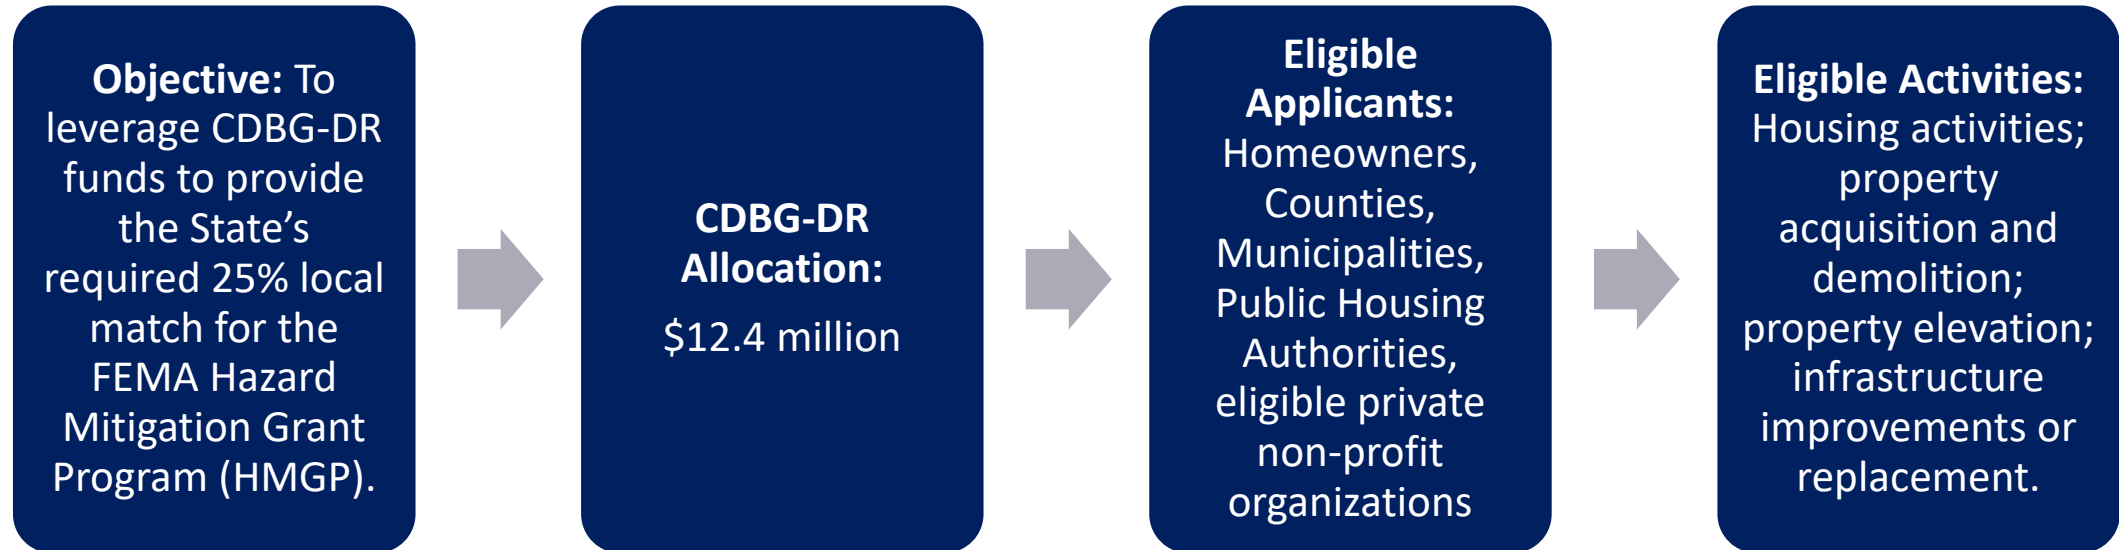 Objective: To
leverage CDBG-DR
funds to provide
the State’s
required 25% local
match for the
FEMA Hazard
Mitigation Grant
Program (HMGP).
CDBG-DR
Allocation:
$12.4 million
Eligible
Applicants:
Homeowners,
Counties,
Municipalities,
Public Housing
Authorities,
eligible private
non-profit
organizations
Eligible Activities:
Housing activities;
property
acquisition and
demolition;
property elevation;
infrastructure
improvements or
replacement.